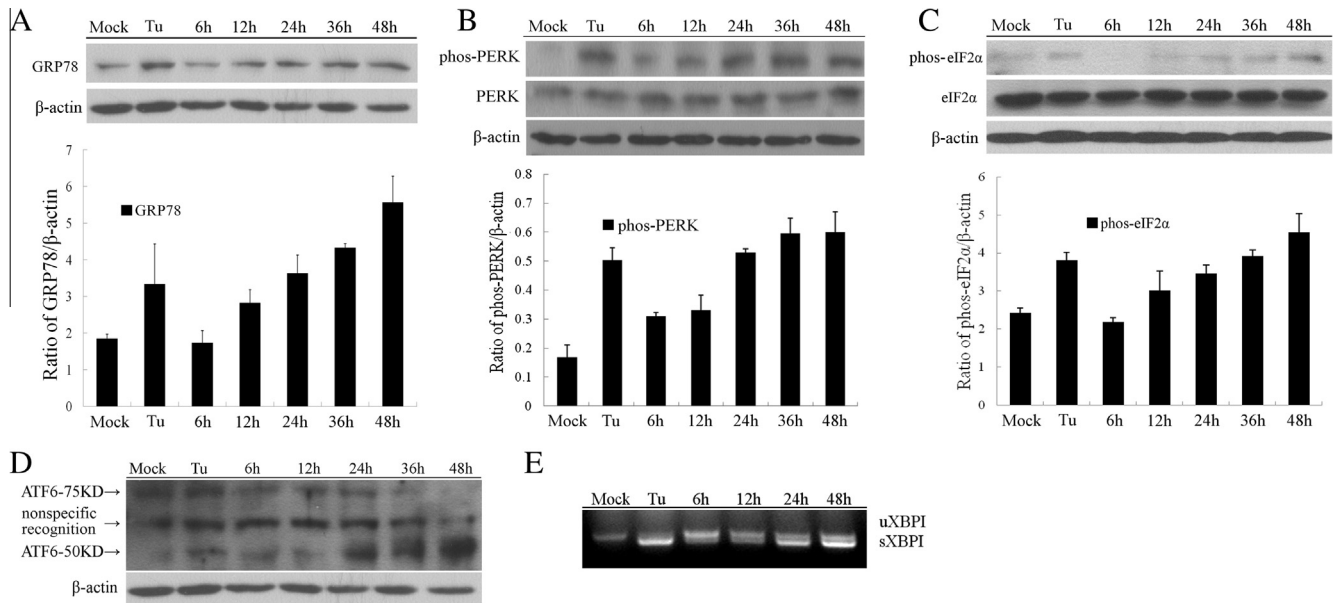 A
Mock Tu 6h 12h 24h 36h 48h
GRP78
β-actin
Ratio of GRP78/β-actin
7
6
5
4
3
2
1
0
GRP78
Mock Tu 6h 12h 24h 36h 48h
B
Mock Tu 6h 12h 24h 36h 48h
phos-PERK
PERK
β-actin
Ratio of phos-PERK/β-actin
0.8
0.7
0.6
0.5
0.4
0.3
0.2
0.1
0
phos-PERK
Mock Tu 6h 12h 24h 36h 48h
C
Mock Tu 6h 12h 24h 36h 48h
phos-eIF2α
eIF2α
β-actin
Ratio of phos-eIF2α/β-actin
6
5
4
3
2
1
0
phos-eIF2α
Mock Tu 6h 12h 24h 36h 48h
D
Mock Tu 6h 12h 24h 36h 48h
ATF6-75KD→
nonspecific
recognition →
ATF6-50KD→
β-actin
E
Mock Tu 6h 12h 24h 48h
uXBPI
sXBPI